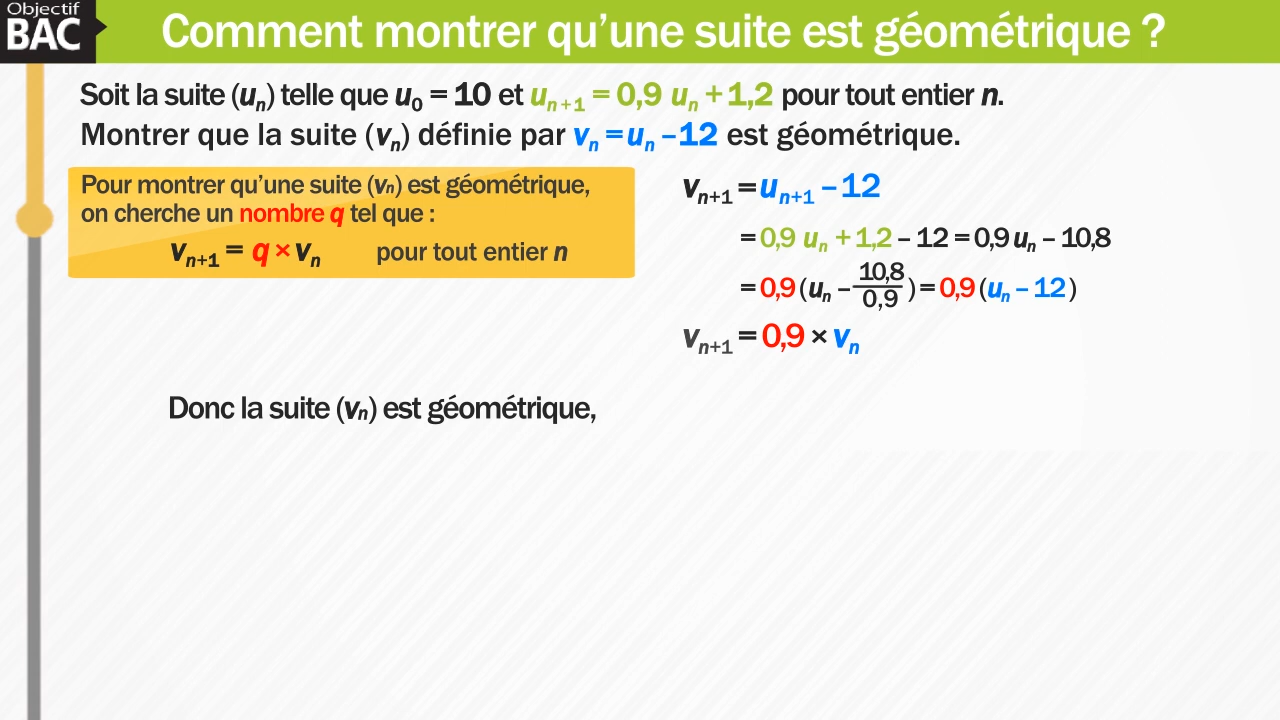 Objectif
BAC
Comment montrer qu'une suite est géométrique ?
Soit la suite (uₙ) telle que u₀ = 10 et uₙ₊₁ = 0,9 uₙ + 1,2 pour tout entier n.
Montrer que la suite (vₙ) définie par vₙ = uₙ – 12 est géométrique.
Pour montrer qu'une suite (vₙ) est géométrique,
on cherche un nombre q tel que :
vₙ₊₁ = q × vₙ pour tout entier n
vₙ₊₁ = uₙ₊₁ – 12
= 0,9 uₙ + 1,2 – 12 = 0,9 uₙ – 10,8
= 0,9 (uₙ – 10,8/0,9) = 0,9 (uₙ – 12)
vₙ₊₁ = 0,9 × vₙ
Donc la suite (vₙ) est géométrique,